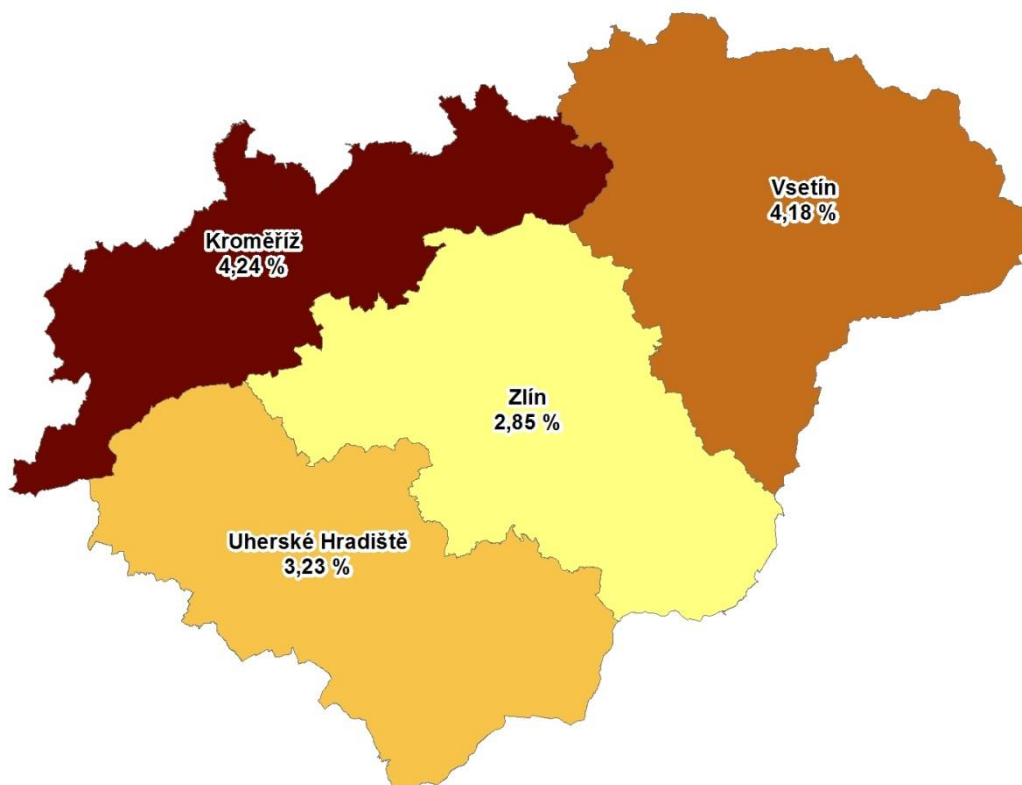 Vsetín
4,18 %
Kroměříž
4,24 %
Zlín
2,85 %
Uherské Hradiště
3,23 %